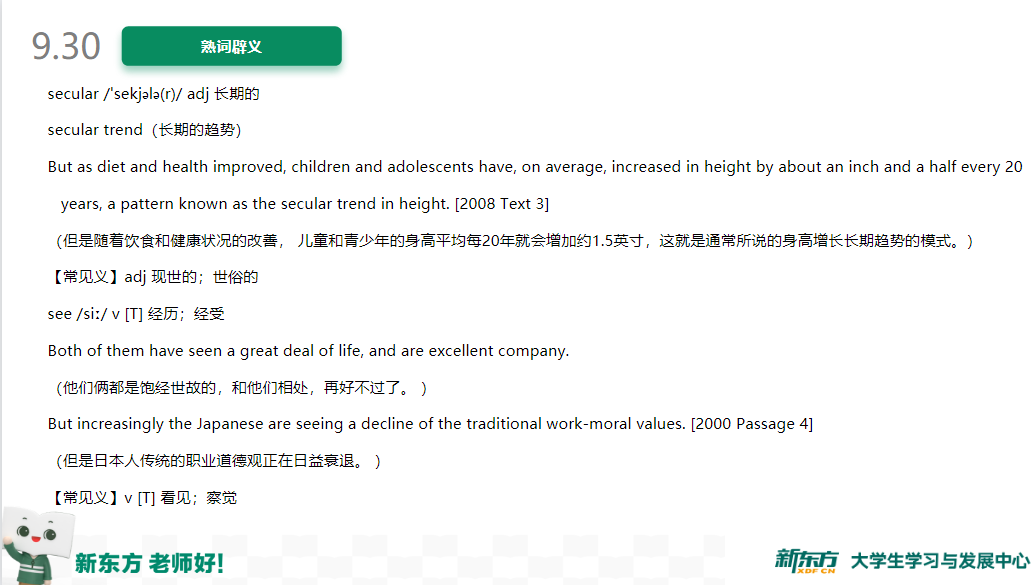 9.30 熟词辟义
secular /ˈsekjələ(r)/ adj 长期的
secular trend（长期的趋势）
But as diet and health improved, children and adolescents have, on average, increased in height by about an inch and a half every 20
years, a pattern known as the secular trend in height. [2008 Text 3]
（但是随着饮食和健康状况的改善， 儿童和青少年的身高平均每20年就会增加约1.5英寸，这就是通常所说的身高增长长期趋势的模式。）
【常见义】adj 现世的；世俗的
see /siː/ v [T] 经历；经受
Both of them have seen a great deal of life, and are excellent company.
（他们俩都是饱经世故的，和他们相处，再好不过了。 ）
But increasingly the Japanese are seeing a decline of the traditional work-moral values. [2000 Passage 4]
（但是日本人传统的职业道德观正在日益衰退。 ）
【常见义】v [T] 看见；察觉
新东方 老师好!
新东方 XDF.CN 大学生学习与发展中心